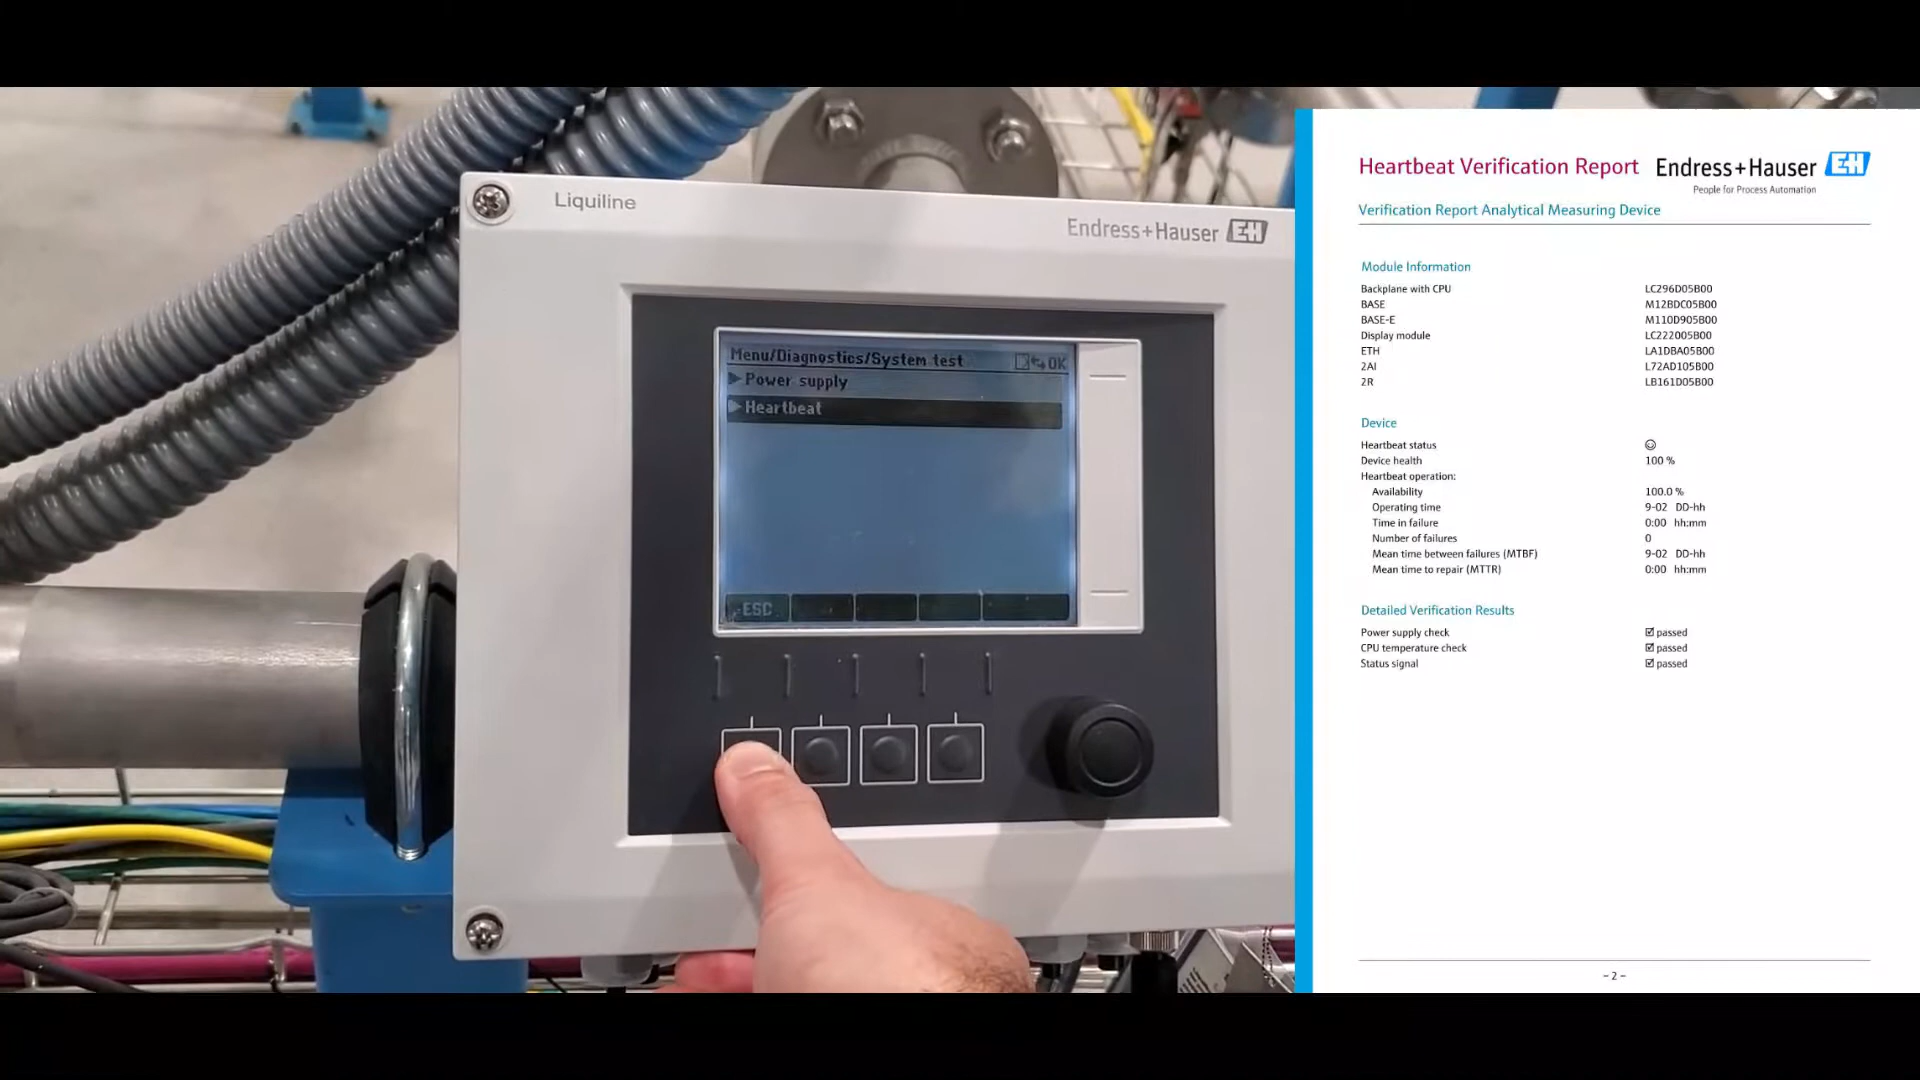 Liquiline
Endress+Hauser EH
Menu/Diagnostics/System test OK
Power supply
Heartbeat
ESC
Heartbeat Verification Report
Endress+Hauser EH
People for Process Automation
Verification Report Analytical Measuring Device
Module Information
Backplane with CPU LC296D05B00
BASE M12BDC05B00
BASE-E M110D905B00
Display module LC222005B00
ETH LA1DBA05B00
2AI L72AD105B00
2R LB161D05B00
Device
Heartbeat status
Device health 100 %
Heartbeat operation:
Availability 100.0 %
Operating time 9-02 DD-hh
Time in failure 0:00 hh:mm
Number of failures 0
Mean time between failures (MTBF) 9-02 DD-hh
Mean time to repair (MTTR) 0:00 hh:mm
Detailed Verification Results
Power supply check ☑ passed
CPU temperature check ☑ passed
Status signal ☑ passed
– 2 –